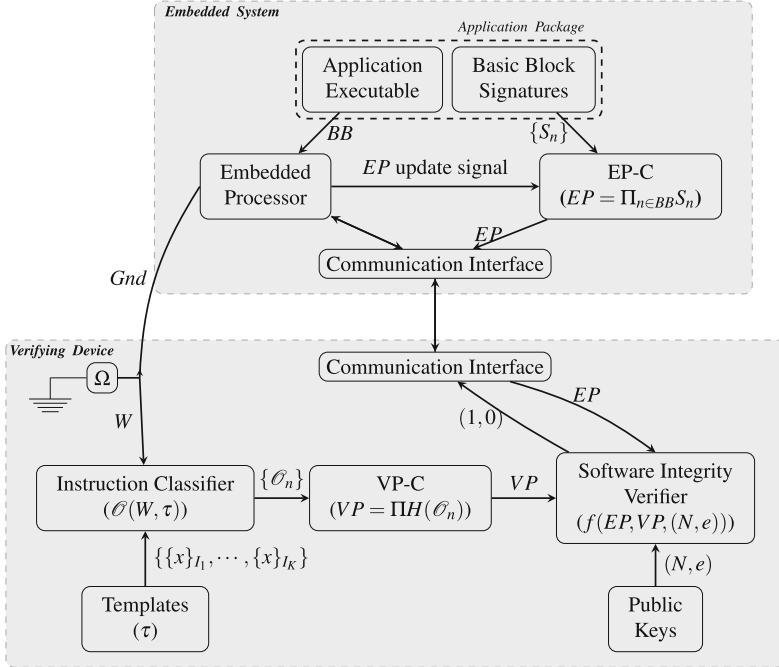 Embedded System
Application Package
Application
Executable
Basic Block
Signatures
BB
{Sₙ}
Embedded
Processor
EP update signal
EP-C
(EP = Πₙ∈BB Sₙ)
EP
Communication Interface
Gnd
Verifying Device
Communication Interface
Ω
W
(1,0)
EP
Instruction Classifier
(𝒪(W,τ))
{𝒪ₙ}
VP-C
(VP = ΠH(𝒪ₙ))
VP
Software Integrity
Verifier
(f(EP,VP,(N,e)))
{{x}_{I₁},⋯,{x}_{I_K}}
(N,e)
Templates
(τ)
Public
Keys